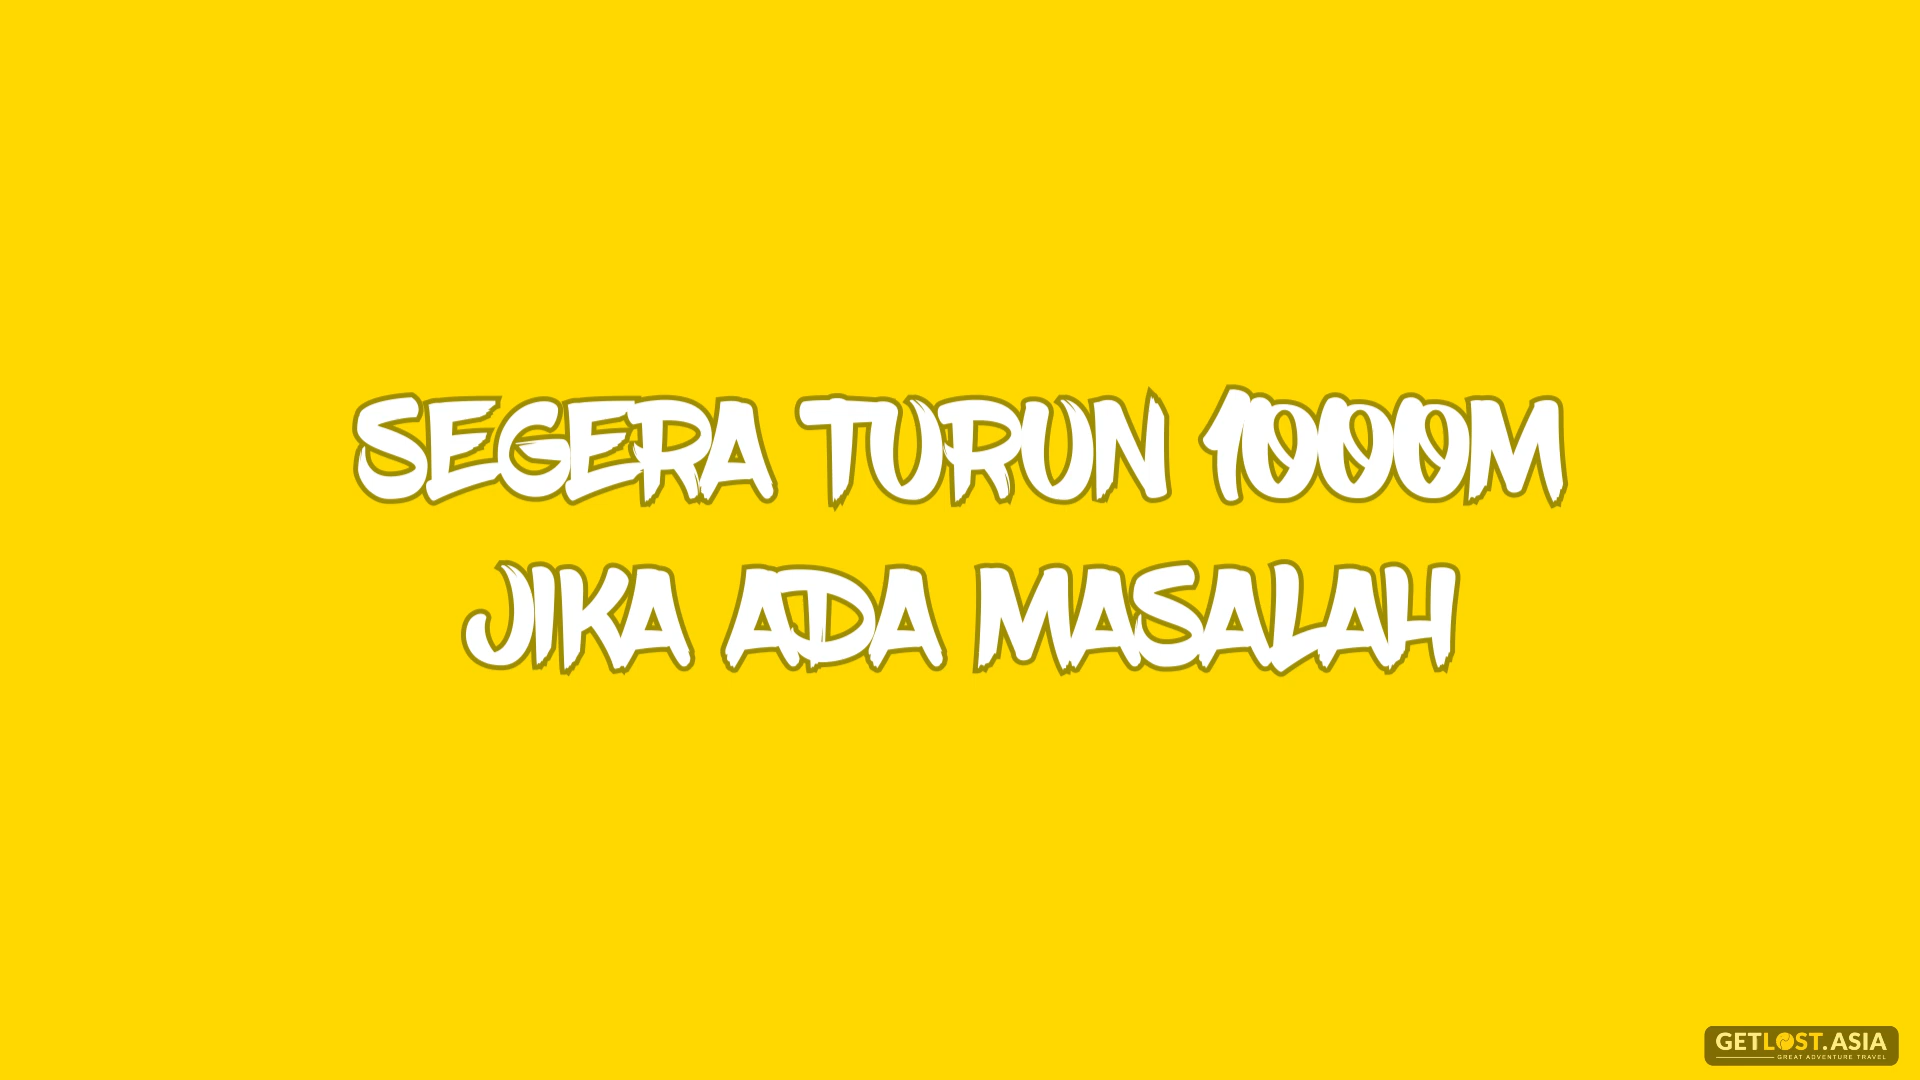 SEGERA TURUN 1000M
JIKA ADA MASALAH
GETLOST.ASIA
GREAT ADVENTURE TRAVEL